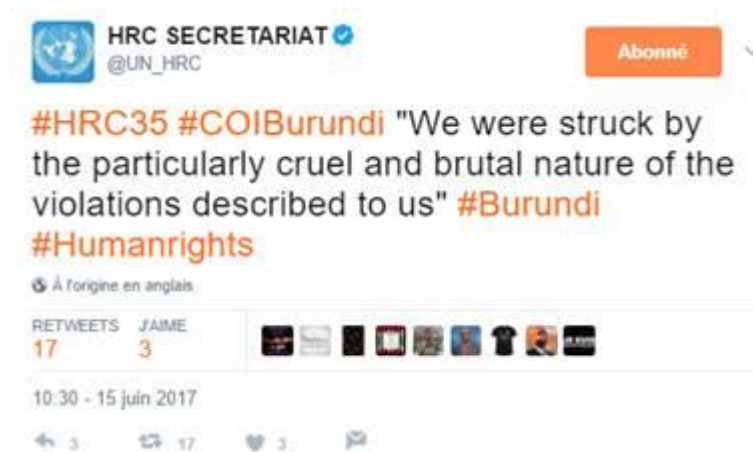 HRC SECRETARIAT
@UN_HRC
Abonné
#HRC35 #COIBurundi "We were struck by
the particularly cruel and brutal nature of the
violations described to us" #Burundi
#Humanrights
À l'origine en anglais
RETWEETS J'AIME
17 3
10:30 - 15 juin 2017
3 17 3